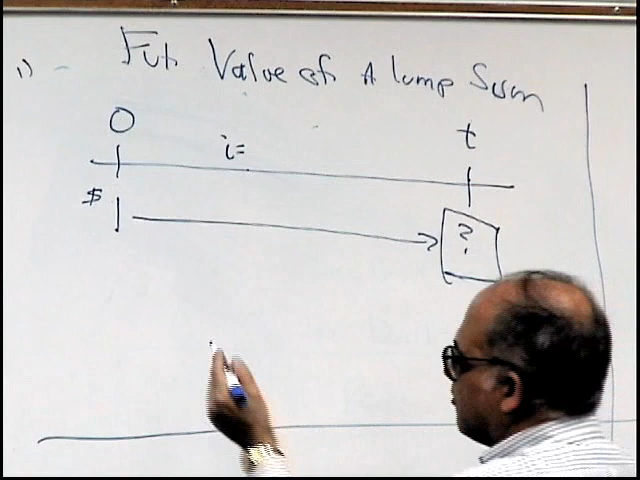 1) - Fut. Value of A lump Sum
0 t
i=
$ | ?